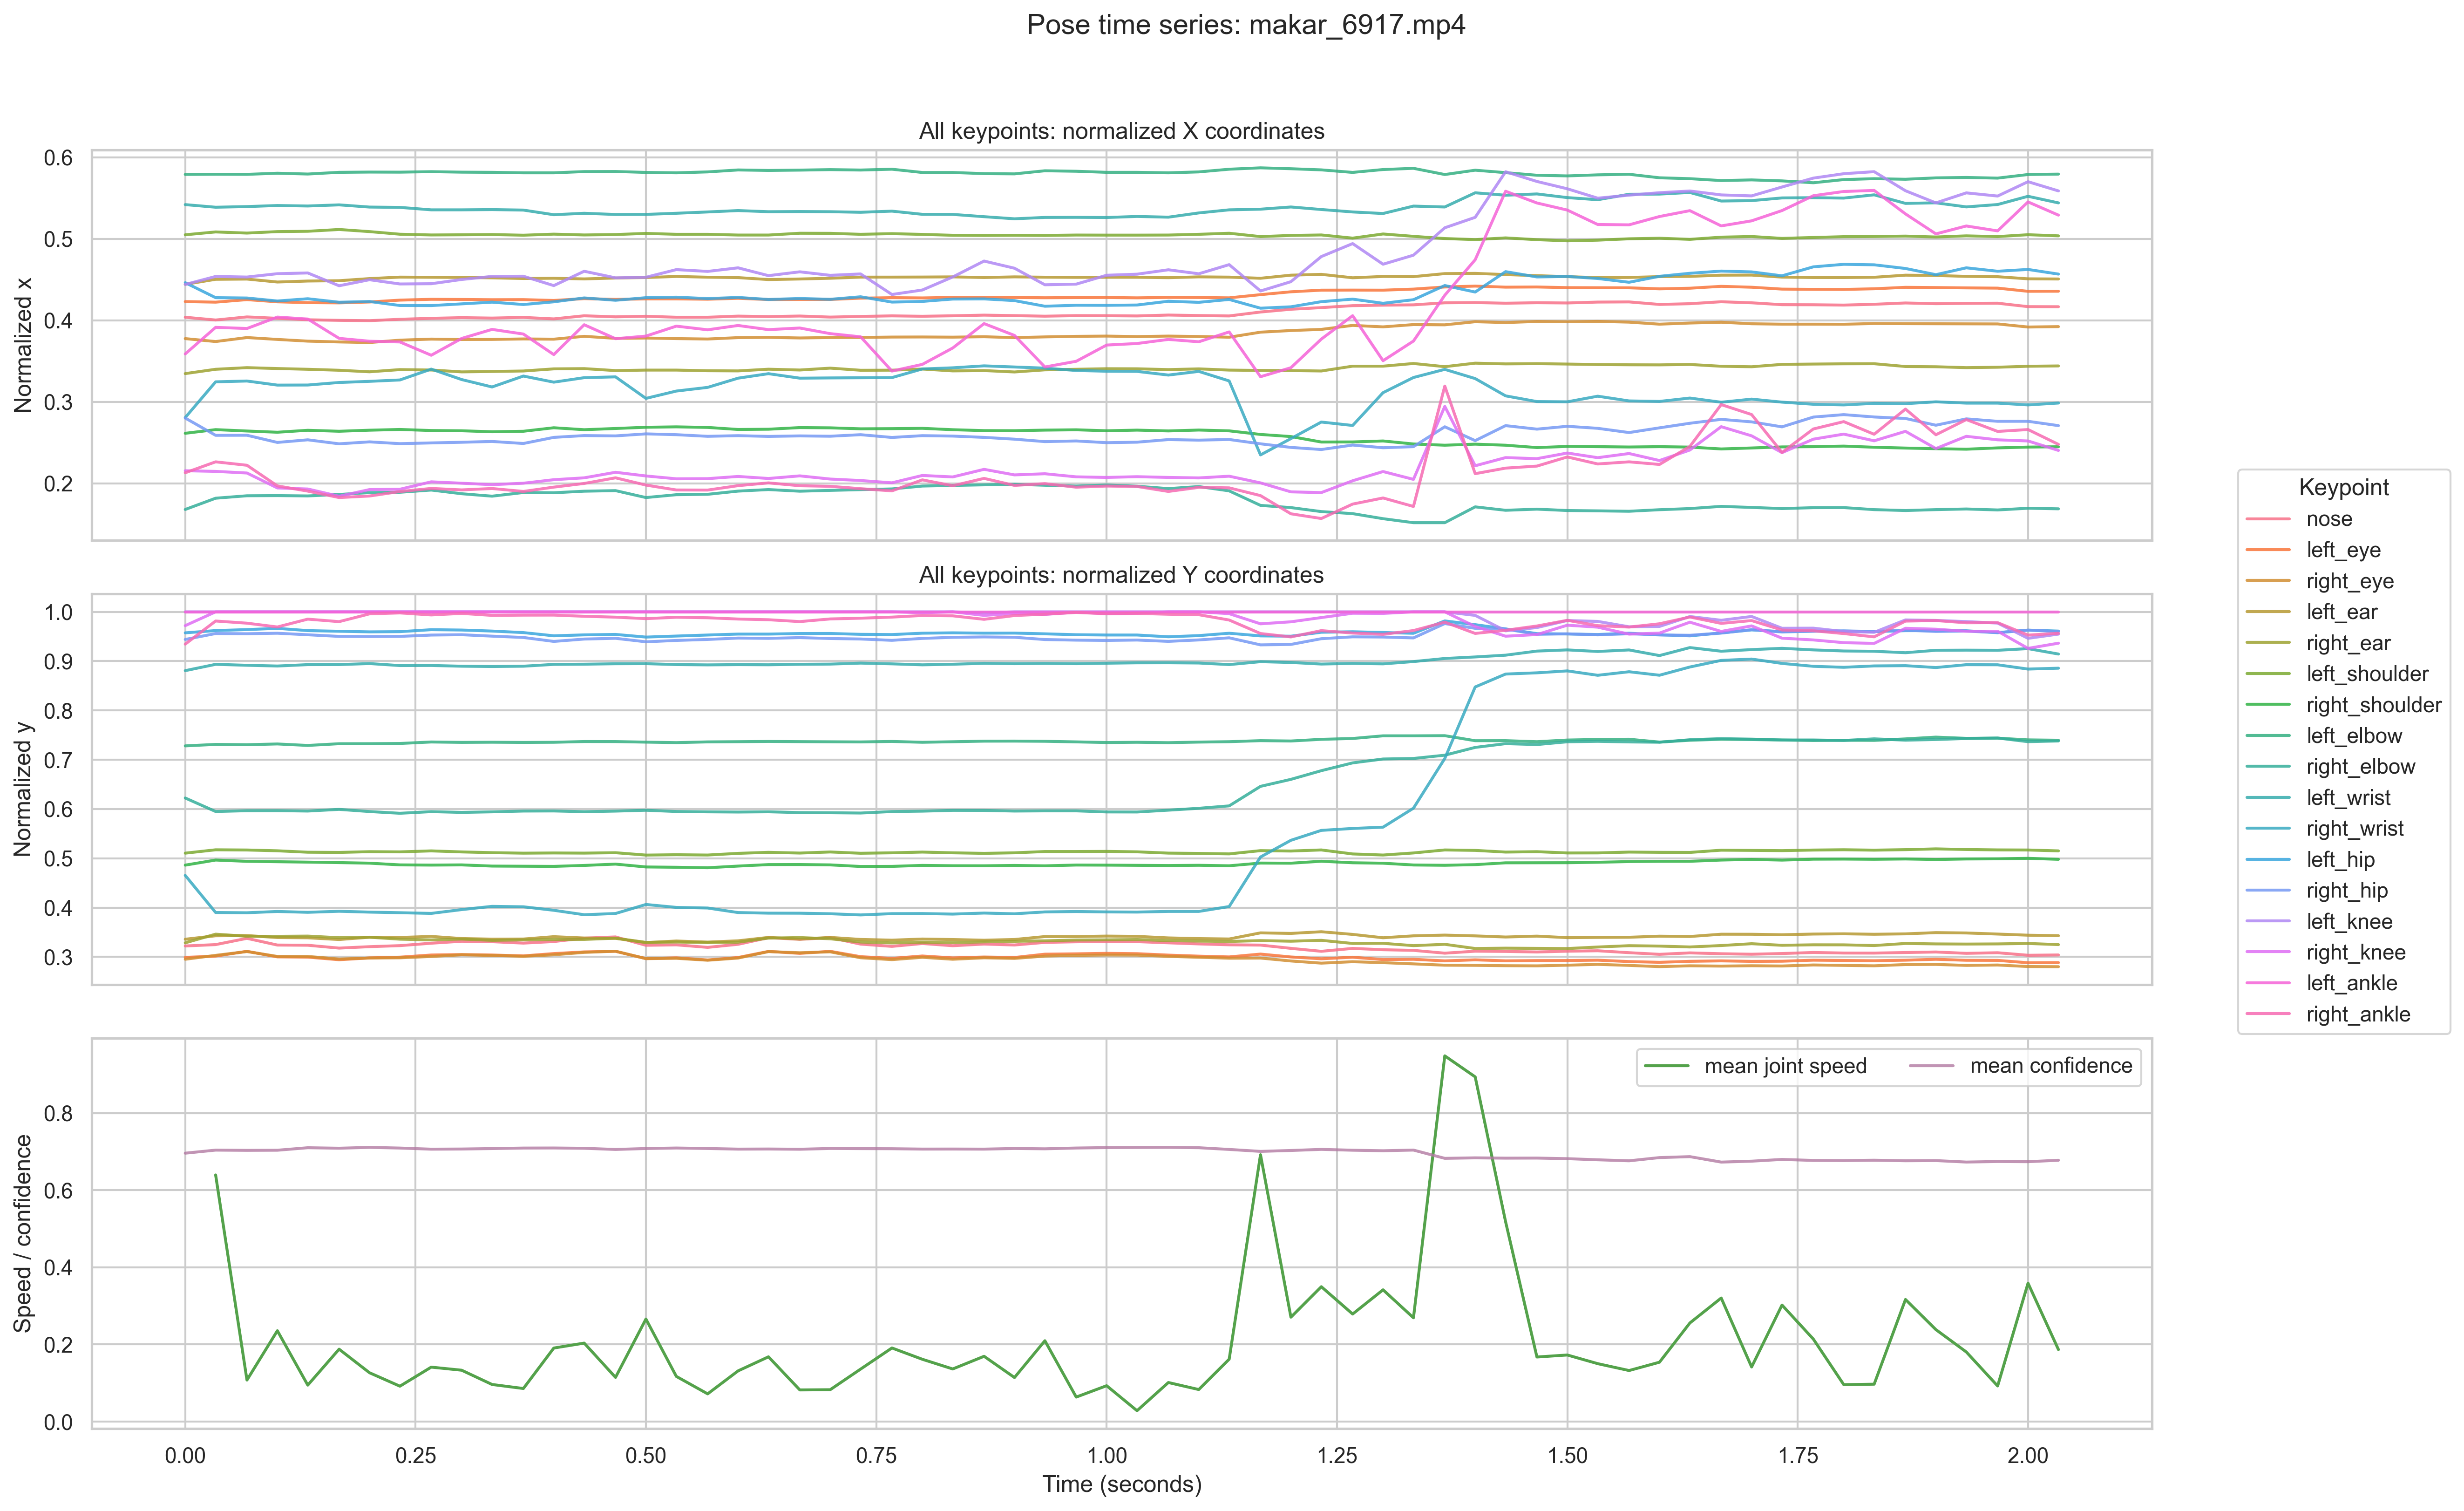 Pose time series: makar_6917.mp4
All keypoints: normalized X coordinates
Normalized x
0.6
0.5
0.4
0.3
0.2
All keypoints: normalized Y coordinates
Normalized y
1.0
0.9
0.8
0.7
0.6
0.5
0.4
0.3
Keypoint
nose
left_eye
right_eye
left_ear
right_ear
left_shoulder
right_shoulder
left_elbow
right_elbow
left_wrist
right_wrist
left_hip
right_hip
left_knee
right_knee
left_ankle
right_ankle
mean joint speed mean confidence
Speed / confidence
0.8
0.6
0.4
0.2
0.0
0.00 0.25 0.50 0.75 1.00 1.25 1.50 1.75 2.00
Time (seconds)